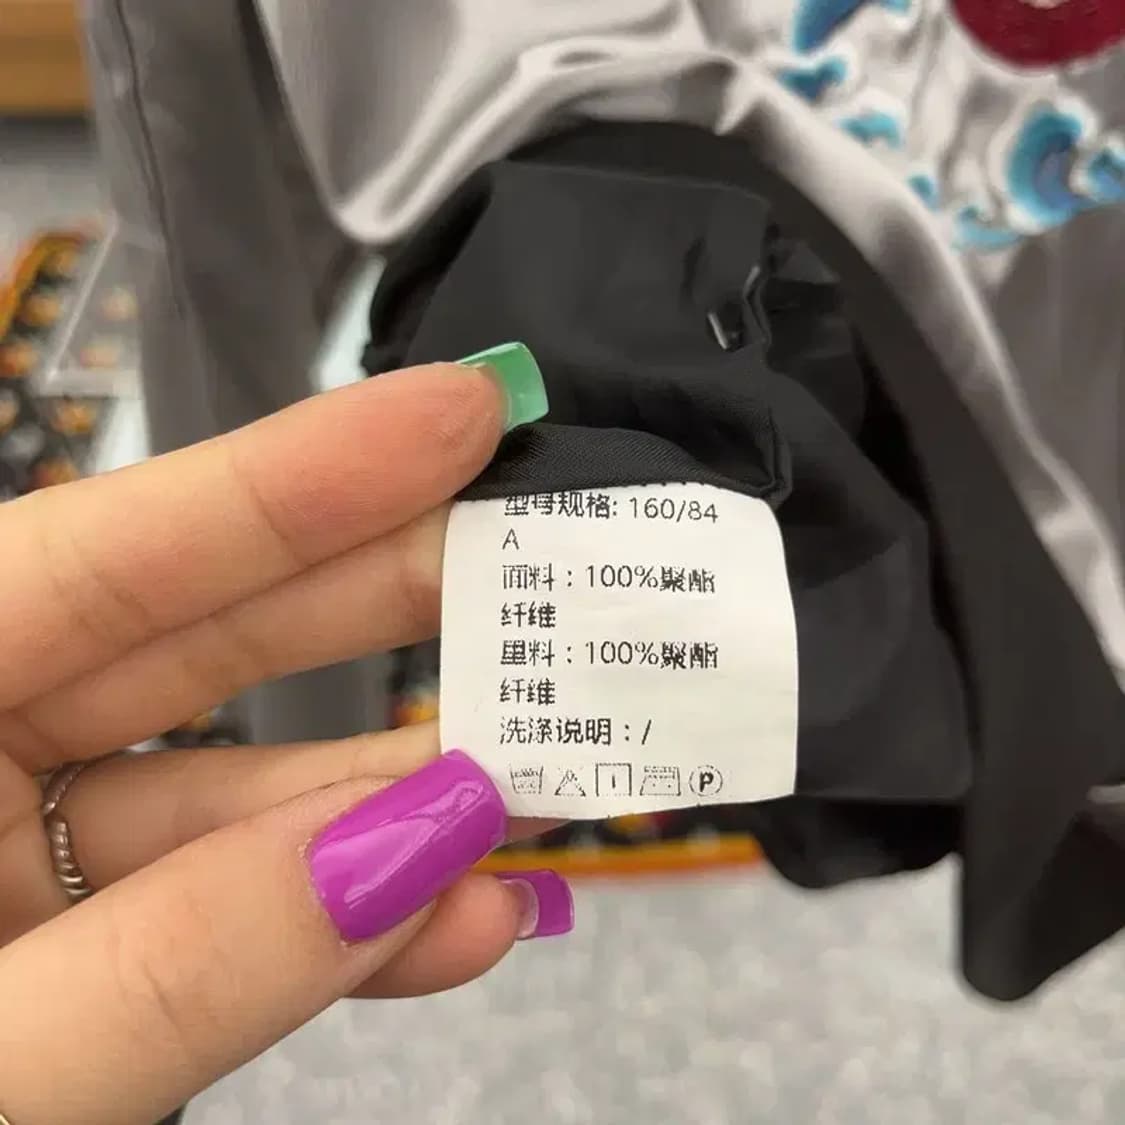 型号规格: 160/84
A
面料：100%聚酯
纤维
里料：100%聚酯
纤维
洗涤说明：/
P